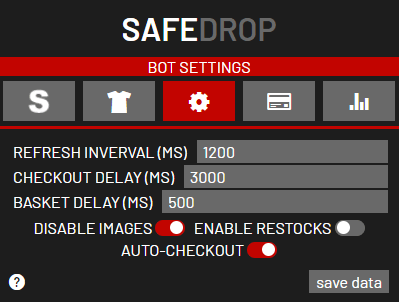 SAFEDROP
BOT SETTINGS
S
REFRESH INVERVAL (MS) 1200
CHECKOUT DELAY (MS) 3000
BASKET DELAY (MS) 500
DISABLE IMAGES ENABLE RESTOCKS
AUTO-CHECKOUT
? save data